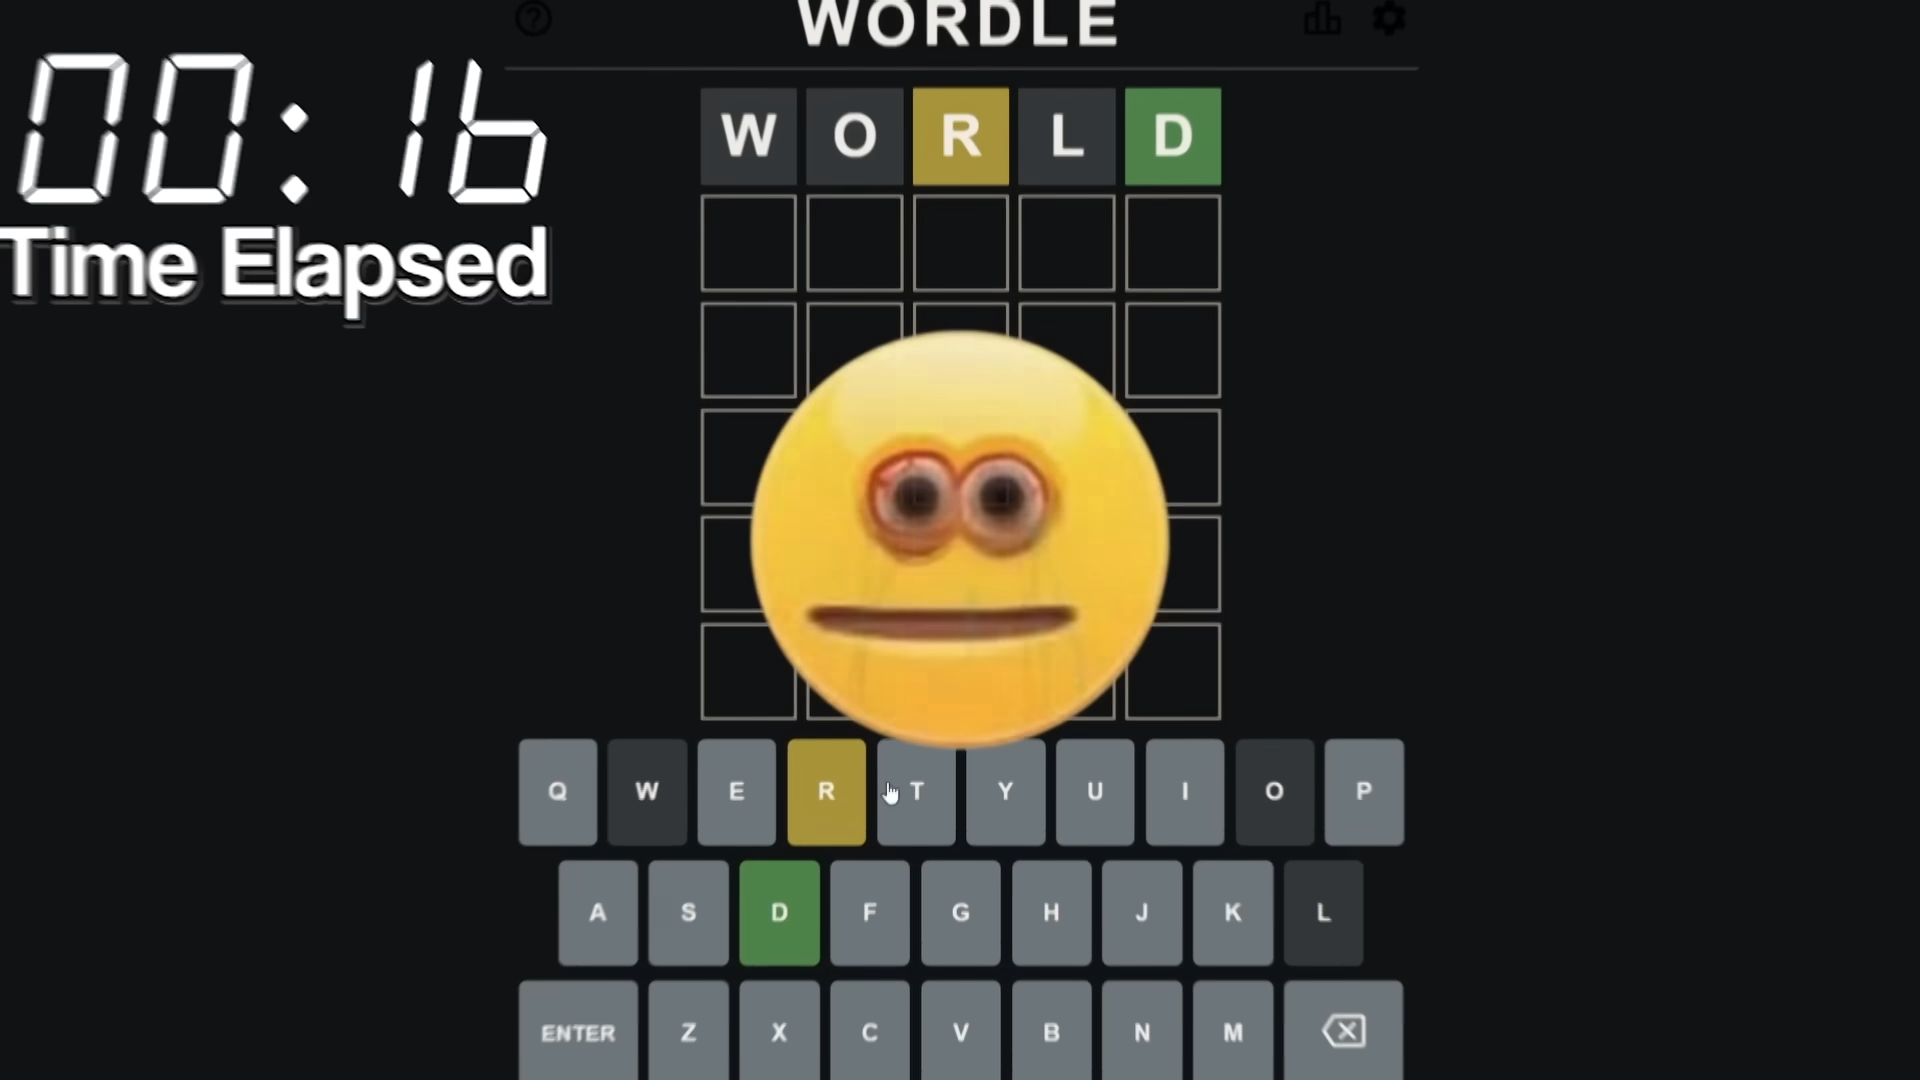 WORDLE
00:16
Time Elapsed
W O R L D
Q W E R T Y U I O P
A S D F G H J K L
ENTER Z X C V B N M